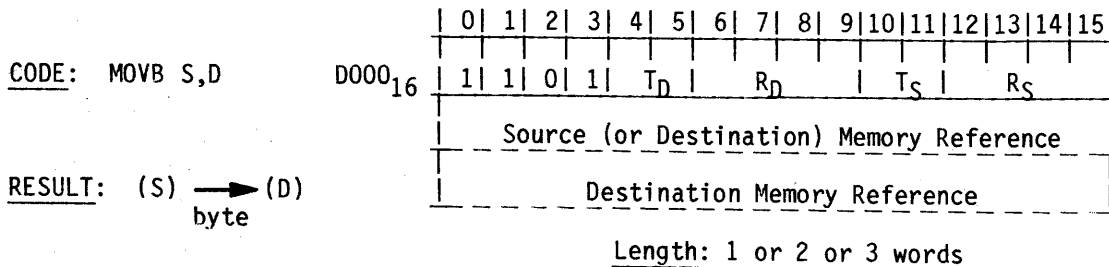 | 0| 1| 2| 3| 4| 5| 6| 7| 8| 9|10|11|12|13|14|15
CODE: MOVB S,D D000₁₆ | 1| 1| 0| 1| T_D | R_D | T_S | R_S
Source (or Destination) Memory Reference
RESULT: (S) ⟶ (D) Destination Memory Reference
byte
Length: 1 or 2 or 3 words